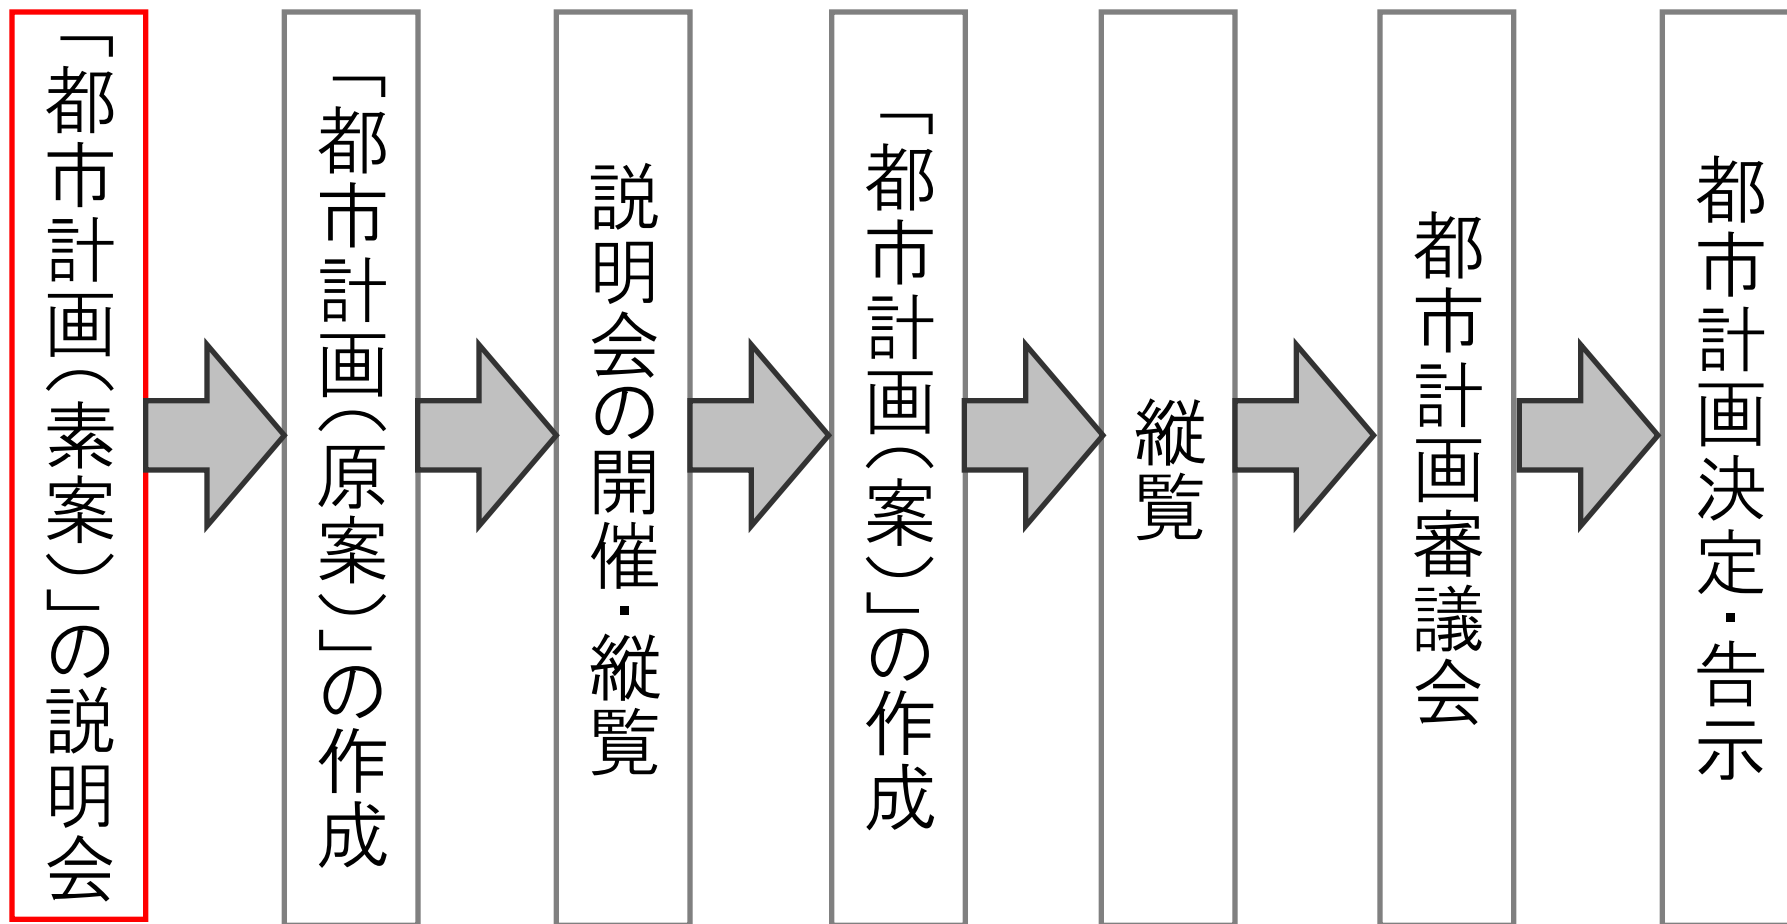 「都市計画（素案）」の説明会
「都市計画（原案）」の作成
説明会の開催・縦覧
「都市計画（案）」の作成
縦覧
都市計画審議会
都市計画決定・告示